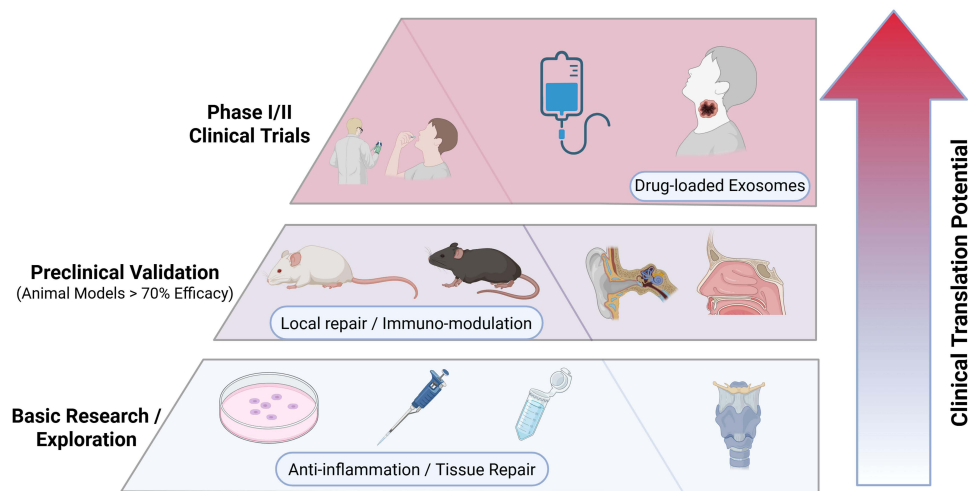 Phase I/II
Clinical Trials
Drug-loaded Exosomes
Preclinical Validation
(Animal Models > 70% Efficacy)
Local repair / Immuno-modulation
Basic Research /
Exploration
Anti-inflammation / Tissue Repair
Clinical Translation Potential